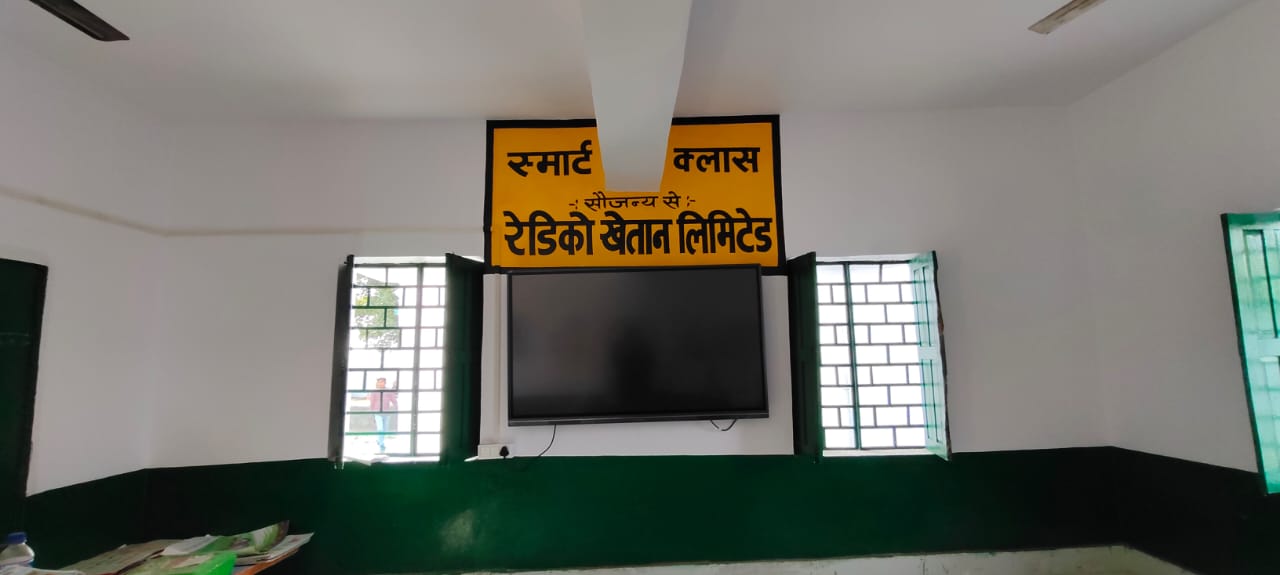 स्मार्ट क्लास
-: सौजन्य से :-
रेडिको खेतान लिमिटेड